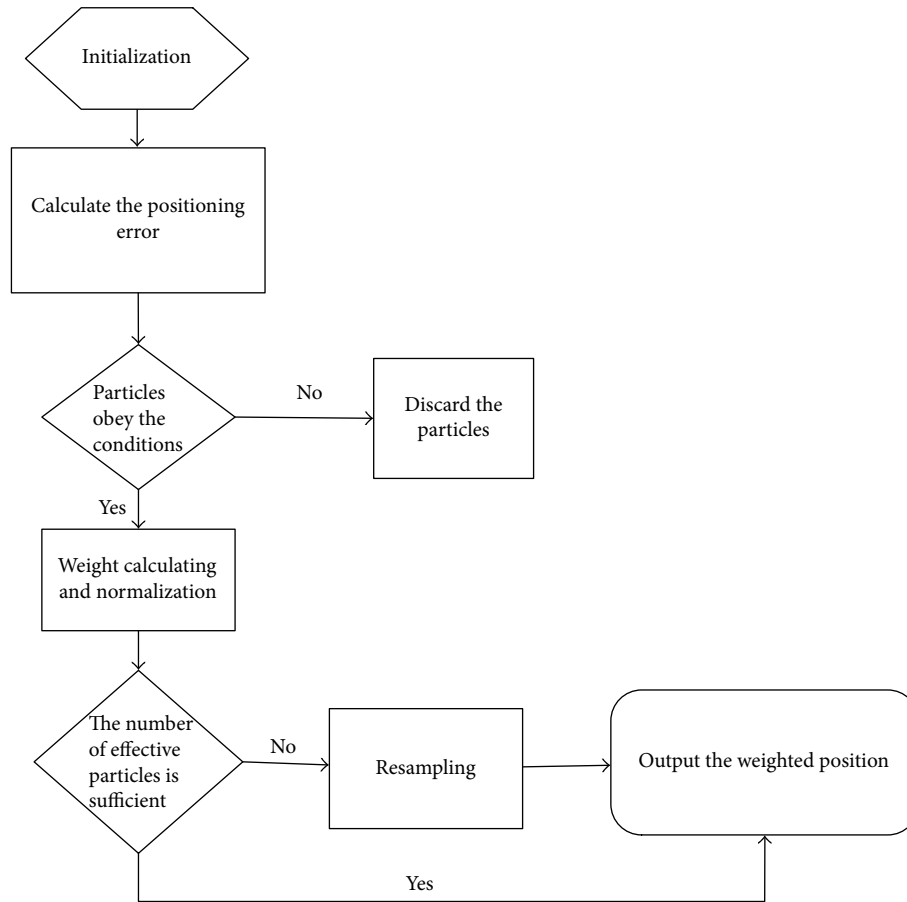 Initialization
Calculate the positioning
error
Particles
obey the
conditions
No
Discard the
particles
Yes
Weight calculating
and normalization
The number
of effective
particles is
sufficient
No
Resampling
Output the weighted position
Yes